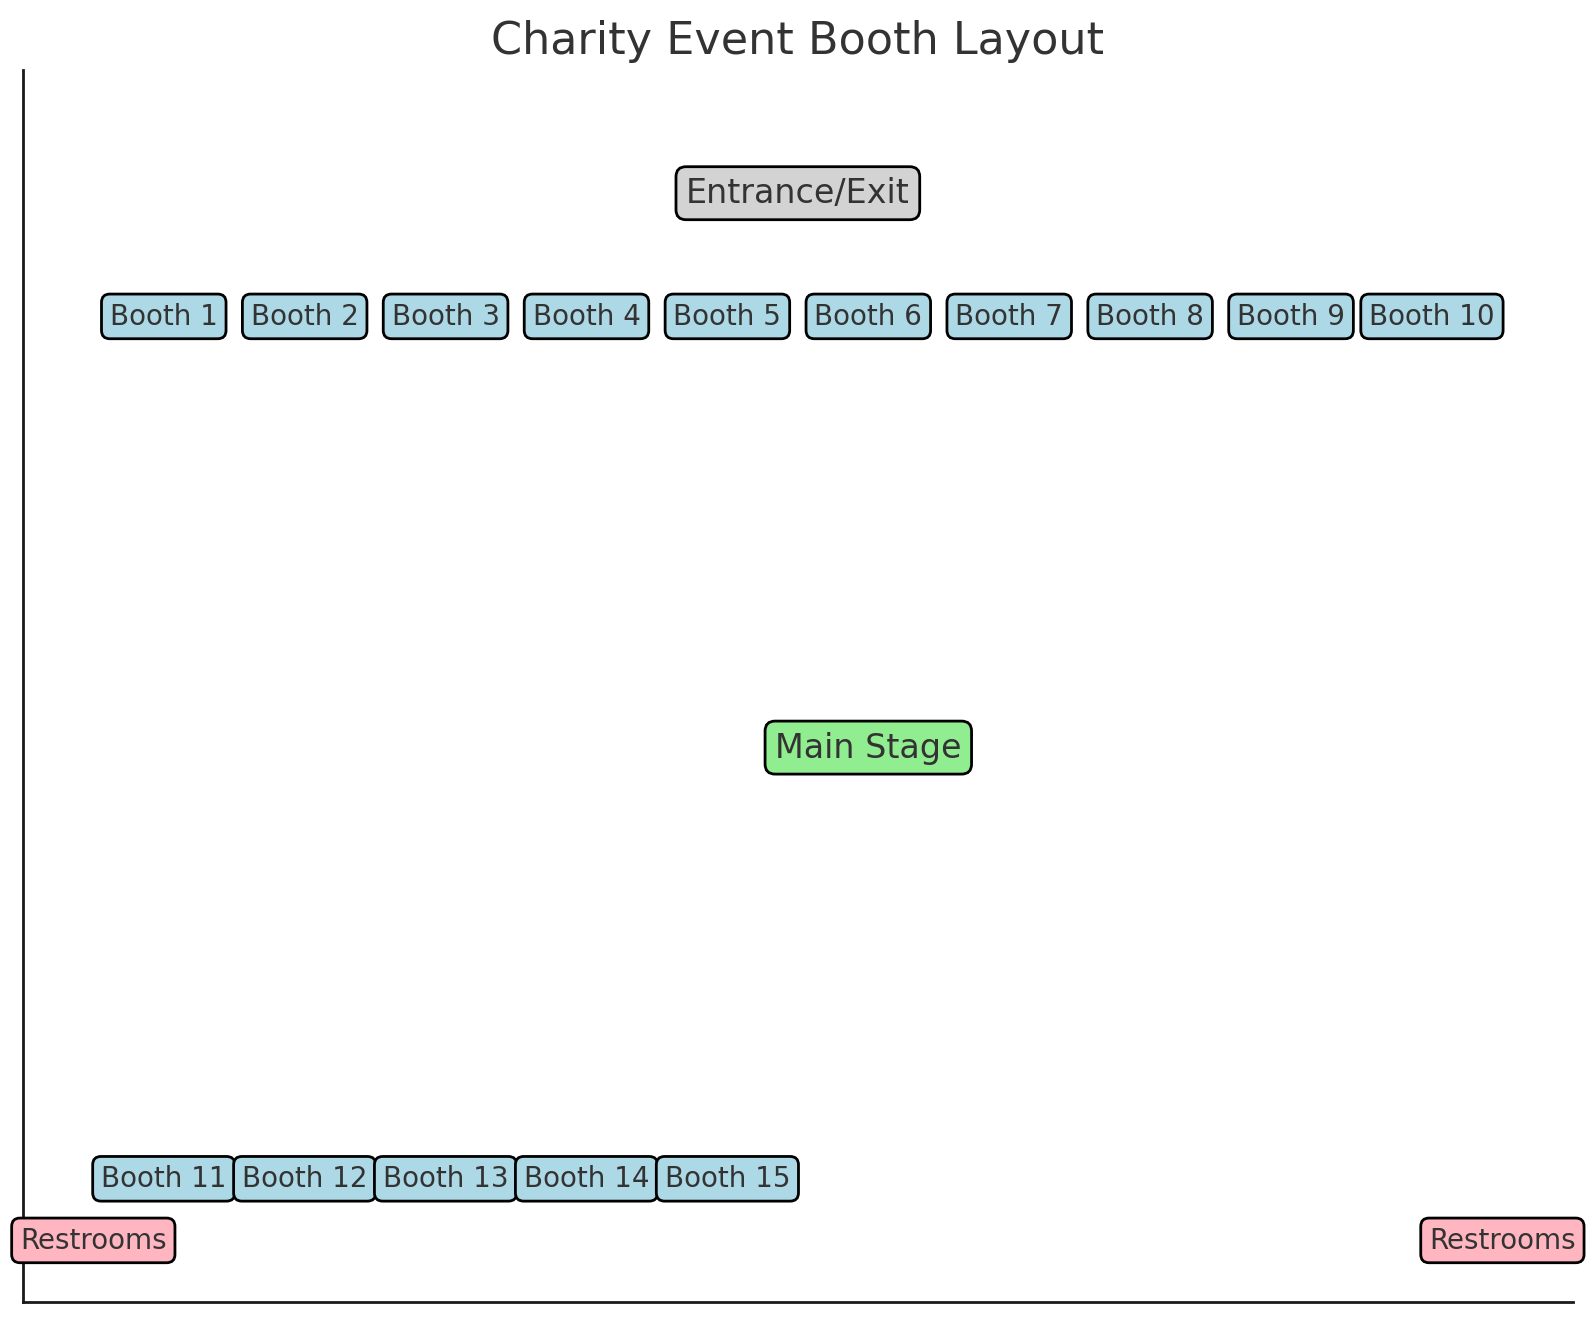 Charity Event Booth Layout
Entrance/Exit
Booth 1
Booth 2
Booth 3
Booth 4
Booth 5
Booth 6
Booth 7
Booth 8
Booth 9
Booth 10
Main Stage
Booth 11
Booth 12
Booth 13
Booth 14
Booth 15
Restrooms
Restrooms